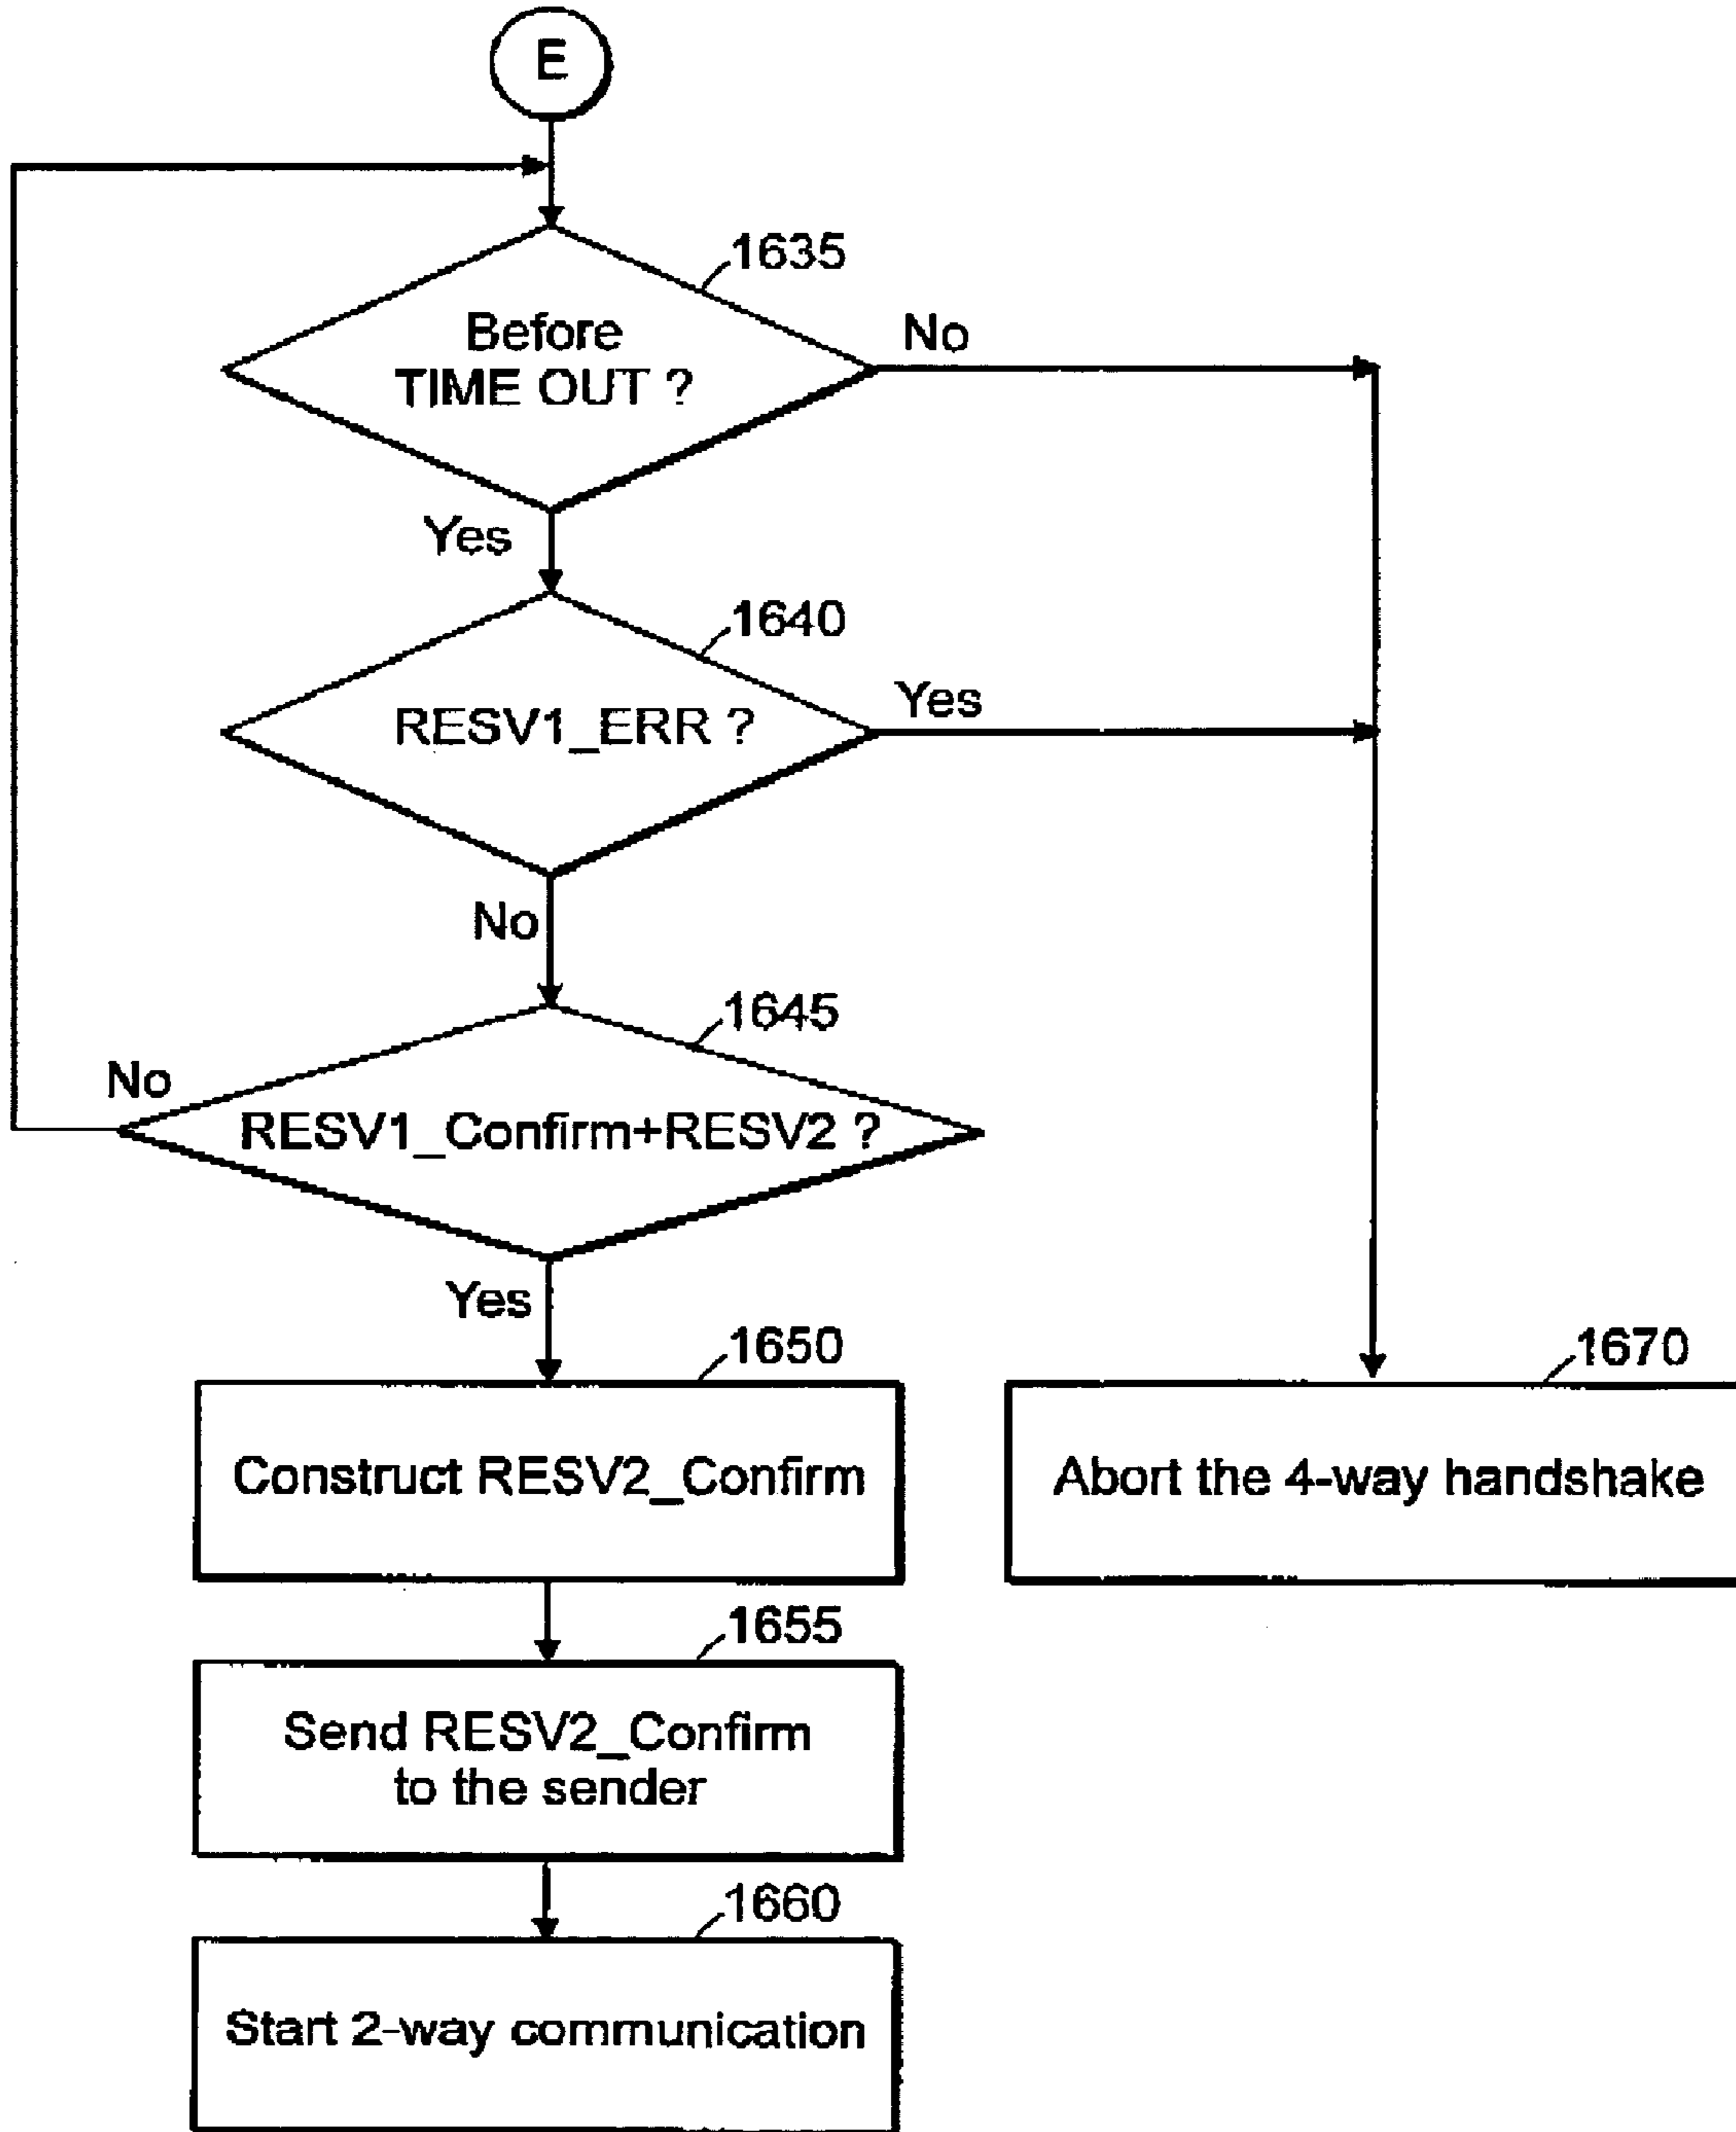 E
1635
Before
TIME OUT ?
No
Yes
1640
RESV1_ERR ?
Yes
No
1645
No
RESV1_Confirm+RESV2 ?
Yes
1650
Construct RESV2_Confirm
1670
Abort the 4-way handshake
1655
Send RESV2_Confirm
to the sender
1660
Start 2-way communication